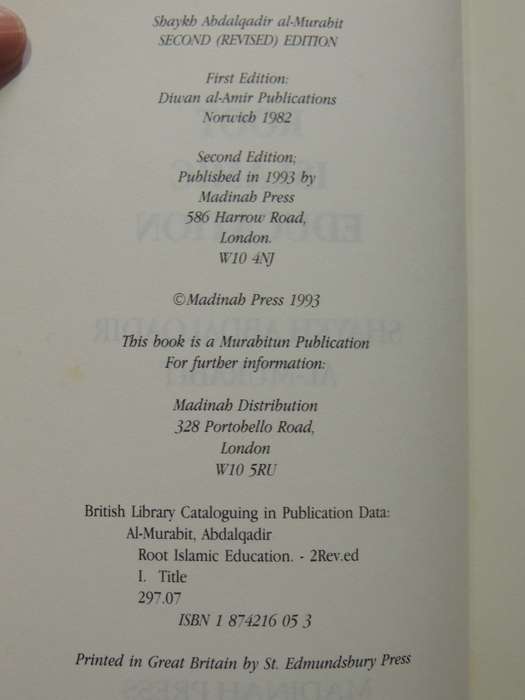 Shaykh Abdalqadir al-Murabit
SECOND (REVISED) EDITION
First Edition:
Diwan al-Amir Publications
Norwich 1982
Second Edition;
Published in 1993 by
Madinah Press
586 Harrow Road,
London.
W10 4NJ
©Madinah Press 1993
This book is a Murabitun Publication
For further information:
Madinah Distribution
328 Portobello Road,
London
W10 5RU
British Library Cataloguing in Publication Data:
Al-Murabit, Abdalqadir
Root Islamic Education. - 2Rev.ed
I. Title
297.07
ISBN 1 874216 05 3
Printed in Great Britain by St. Edmundsbury Press